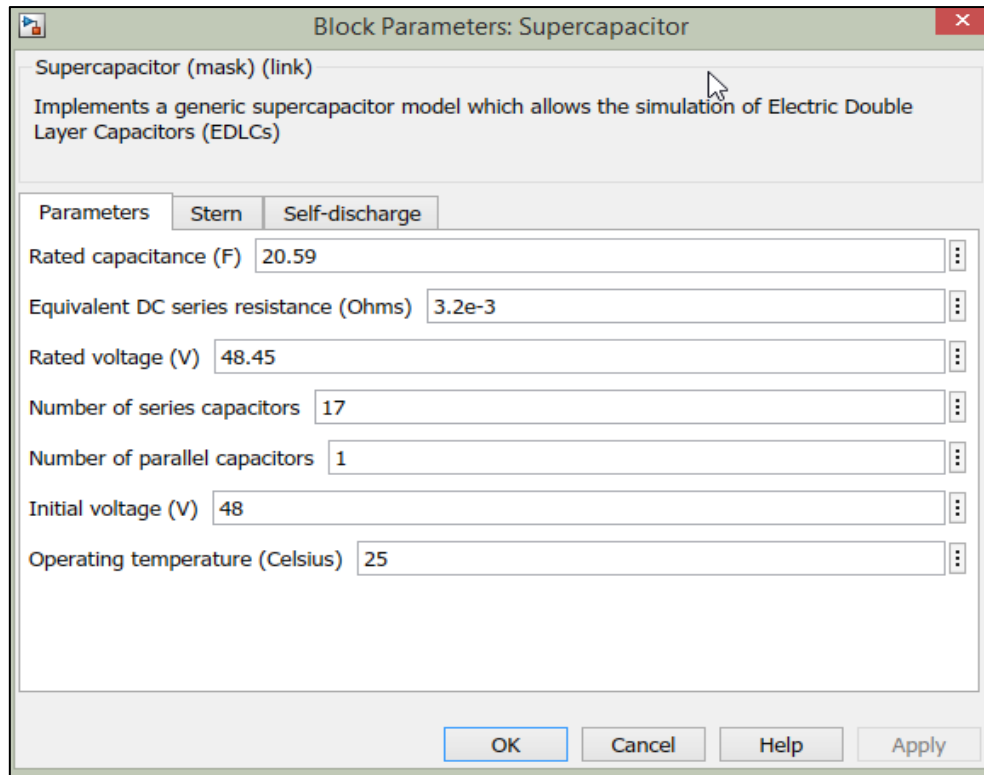 Block Parameters: Supercapacitor
Supercapacitor (mask) (link)
Implements a generic supercapacitor model which allows the simulation of Electric Double
Layer Capacitors (EDLCs)
Parameters Stern Self-discharge
Rated capacitance (F) 20.59
Equivalent DC series resistance (Ohms) 3.2e-3
Rated voltage (V) 48.45
Number of series capacitors 17
Number of parallel capacitors 1
Initial voltage (V) 48
Operating temperature (Celsius) 25
OK Cancel Help Apply